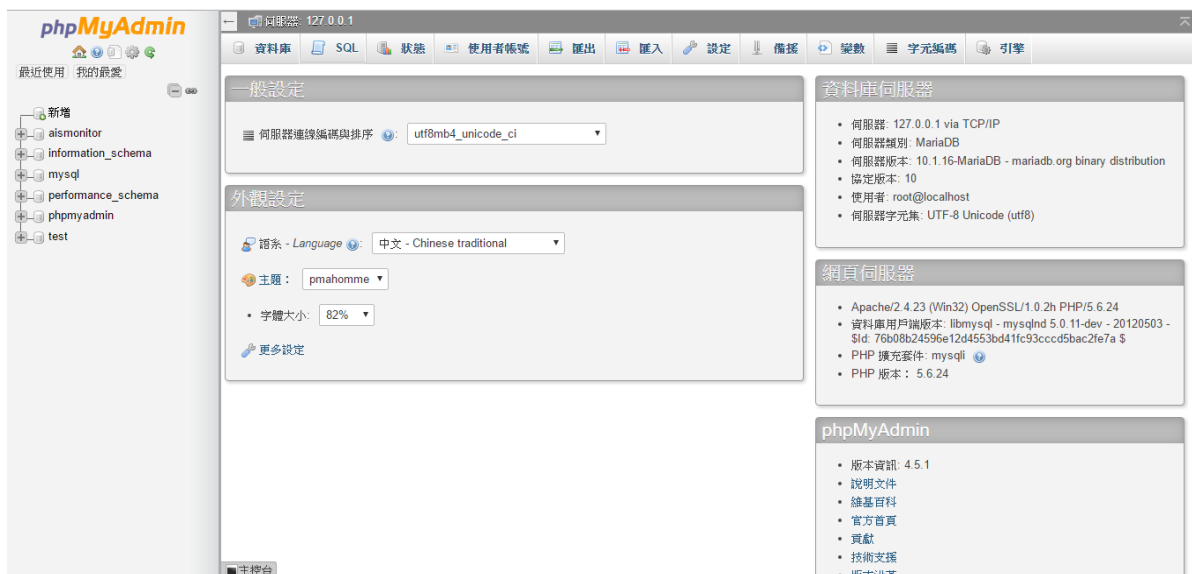 phpMyAdmin
最近使用 我的最愛
新增
aismonitor
information_schema
mysql
performance_schema
phpmyadmin
test
伺服器: 127.0.0.1
資料庫 SQL 狀態 使用者帳號 匯出 匯入 設定 備援 變數 字元編碼 引擎
一般設定
伺服器連線編碼與排序 : utf8mb4_unicode_ci
外觀設定
語系 - Language : 中文 - Chinese traditional
主題： pmahomme
• 字體大小: 82%
更多設定
資料庫伺服器
• 伺服器: 127.0.0.1 via TCP/IP
• 伺服器類別: MariaDB
• 伺服器版本: 10.1.16-MariaDB - mariadb.org binary distribution
• 協定版本: 10
• 使用者: root@localhost
• 伺服器字元集: UTF-8 Unicode (utf8)
網頁伺服器
• Apache/2.4.23 (Win32) OpenSSL/1.0.2h PHP/5.6.24
• 資料庫用戶端版本: libmysql - mysqlnd 5.0.11-dev - 20120503 -
$Id: 76b08b24596e12d4553bd41fc93cccd5bac2fe7a $
• PHP 擴充套件: mysqli
• PHP 版本： 5.6.24
phpMyAdmin
• 版本資訊: 4.5.1
• 說明文件
• 維基百科
• 官方首頁
• 貢獻
• 技術支援
主控台